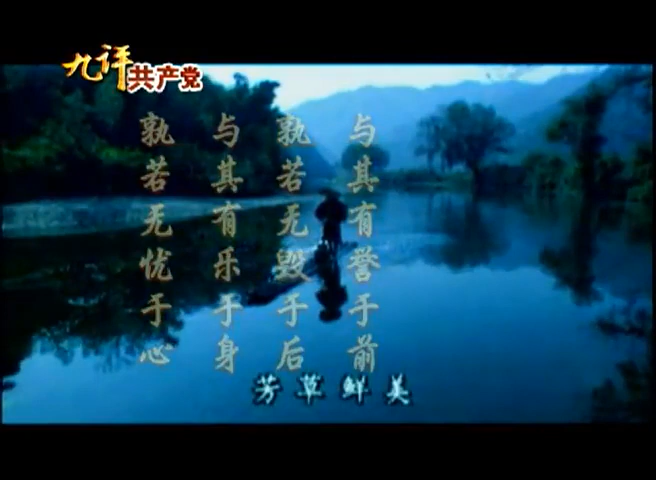 九评
共产党
与其有誉于前
孰若无毁于后
与其有乐于身
孰若无忧于心
芳草鲜美